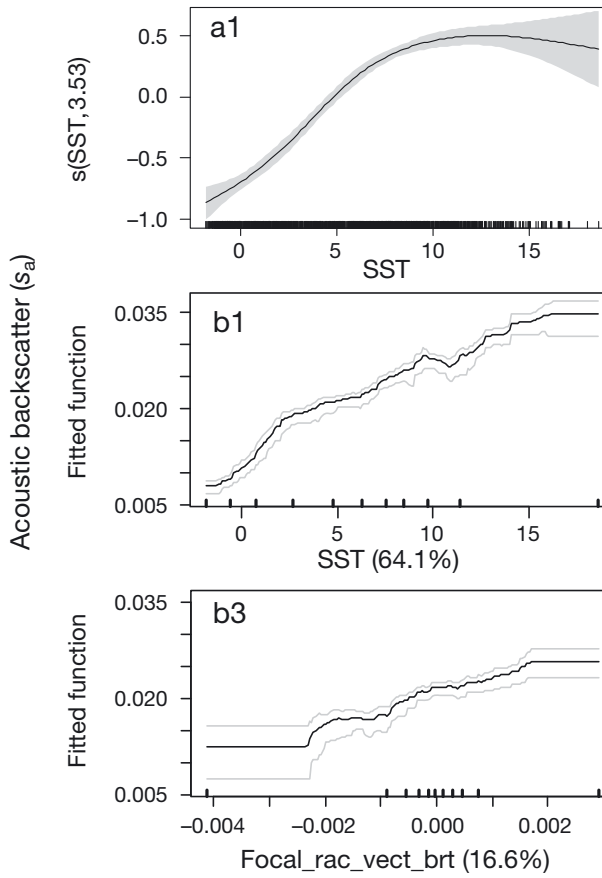 Acoustic backscatter (sa)
a1
s(SST,3.53)
0.5
0.0
−0.5
−1.0
0 5 10 15
SST
b1
Fitted function
0.035
0.020
0.005
0 5 10 15
SST (64.1%)
b3
Fitted function
0.035
0.020
0.005
−0.004 −0.002 0.000 0.002
Focal_rac_vect_brt (16.6%)